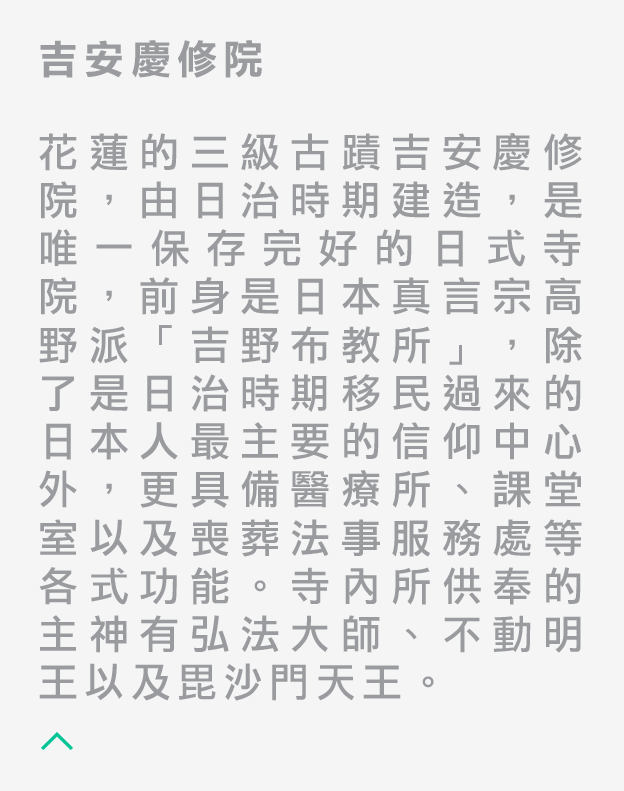 吉安慶修院
花蓮的三級古蹟吉安慶修
院，由日治時期建造，是
唯一保存完好的日式寺
院，前身是日本真言宗高
野派「吉野布教所」，除
了是日治時期移民過來的
日本人最主要的信仰中心
外，更具備醫療所、課堂
室以及喪葬法事服務處等
各式功能。寺內所供奉的
主神有弘法大師、不動明
王以及毘沙門天王。